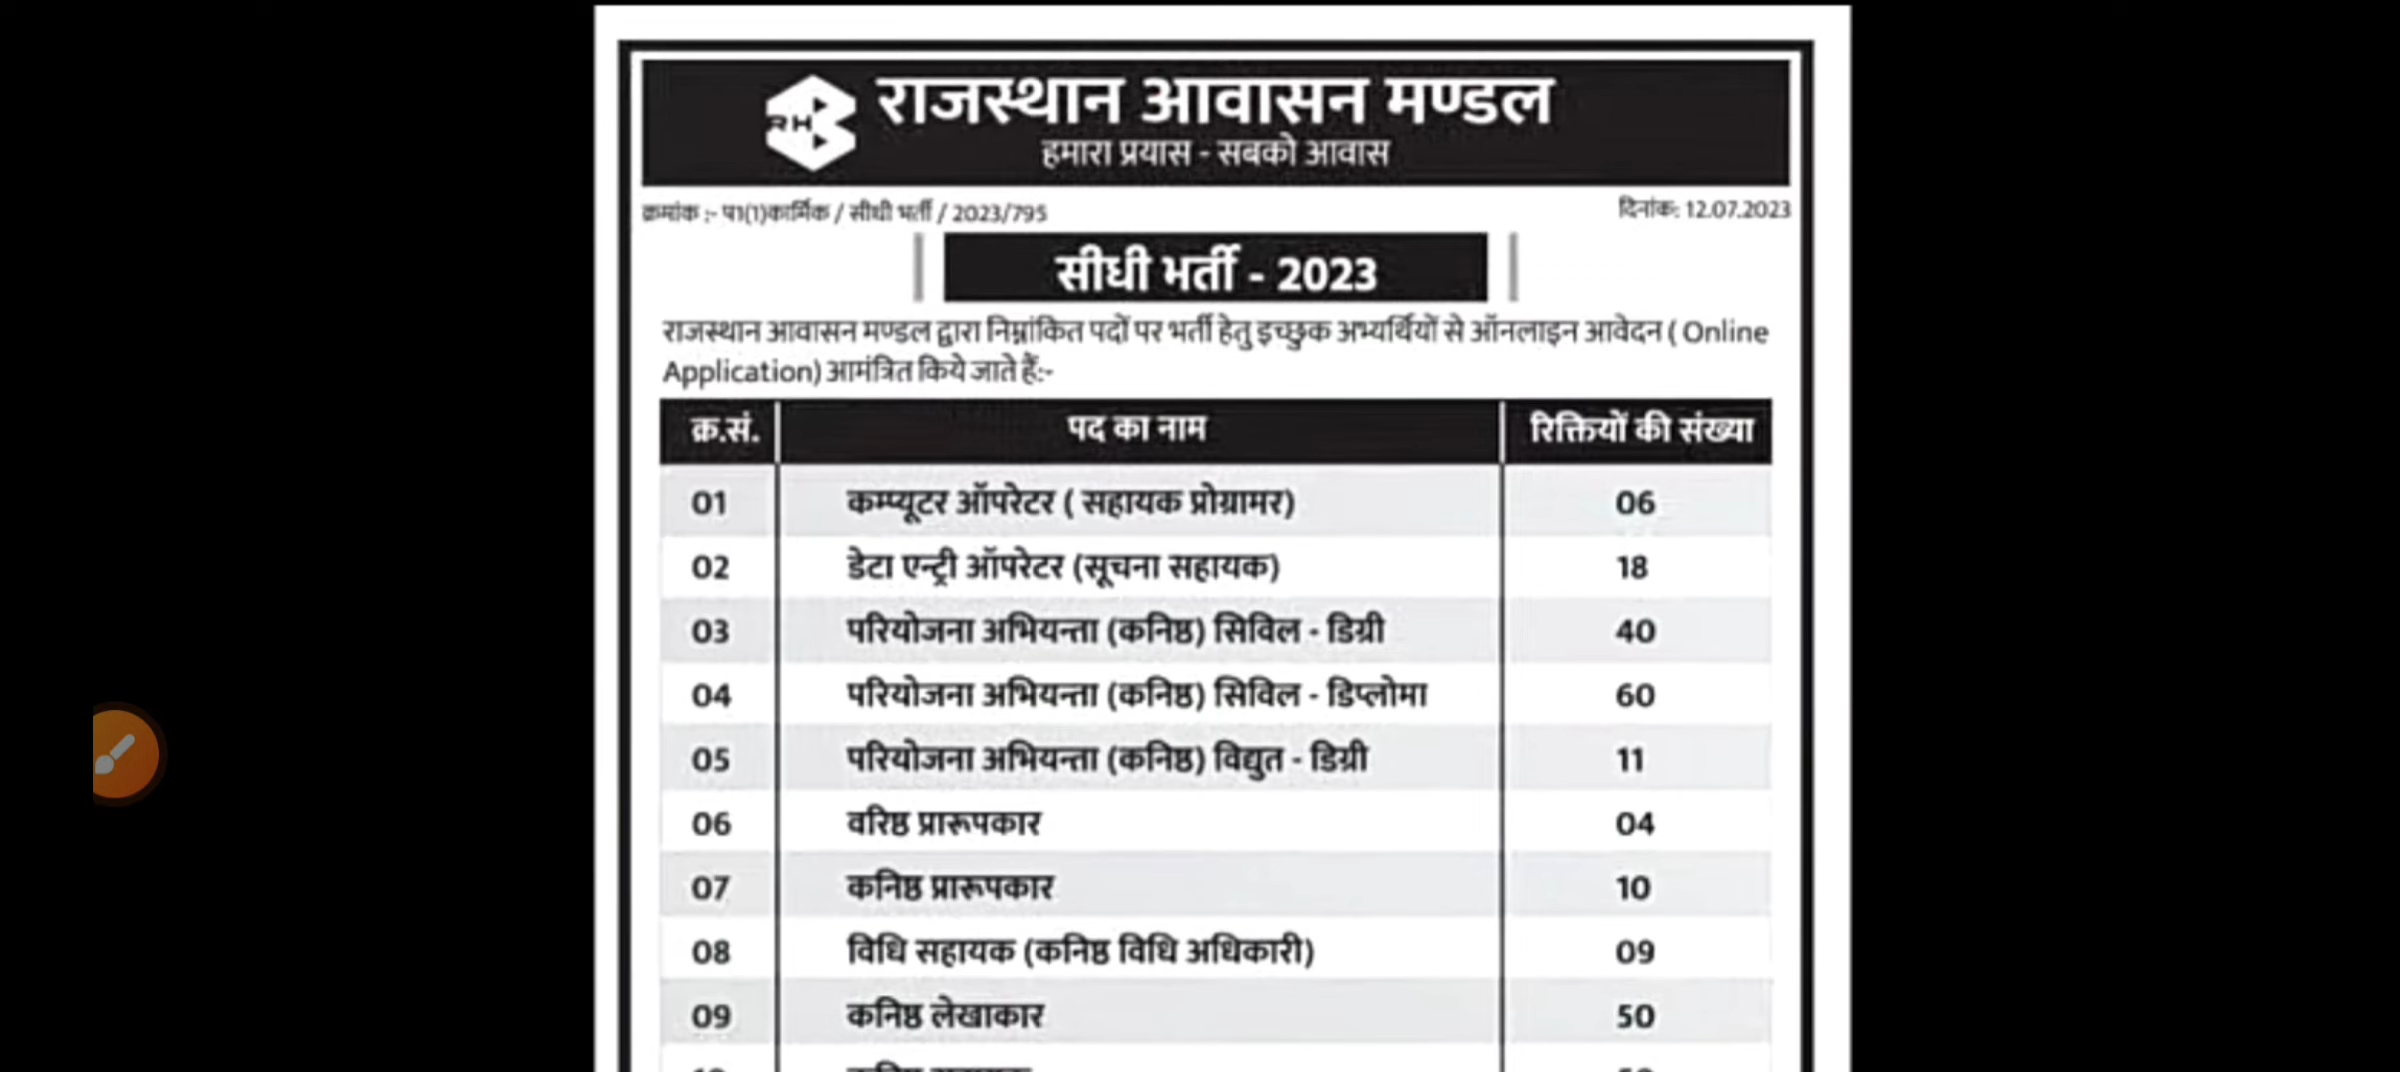 RH
राजस्थान आवासन मण्डल
हमारा प्रयास - सबको आवास
क्रमांक :- प1(1)कार्मिक / सीधी भर्ती / 2023/795
दिनांक: 12.07.2023
सीधी भर्ती - 2023
राजस्थान आवासन मण्डल द्वारा निम्नांकित पदों पर भर्ती हेतु इच्छुक अभ्यर्थियों से ऑनलाइन आवेदन ( Online
Application) आमंत्रित किये जाते हैं:-
क्र.सं. पद का नाम रिक्तियों की संख्या
01 कम्प्यूटर ऑपरेटर ( सहायक प्रोग्रामर) 06
02 डेटा एन्ट्री ऑपरेटर (सूचना सहायक) 18
03 परियोजना अभियन्ता (कनिष्ठ) सिविल - डिग्री 40
04 परियोजना अभियन्ता (कनिष्ठ) सिविल - डिप्लोमा 60
05 परियोजना अभियन्ता (कनिष्ठ) विद्युत - डिग्री 11
06 वरिष्ठ प्रारूपकार 04
07 कनिष्ठ प्रारूपकार 10
08 विधि सहायक (कनिष्ठ विधि अधिकारी) 09
09 कनिष्ठ लेखाकार 50